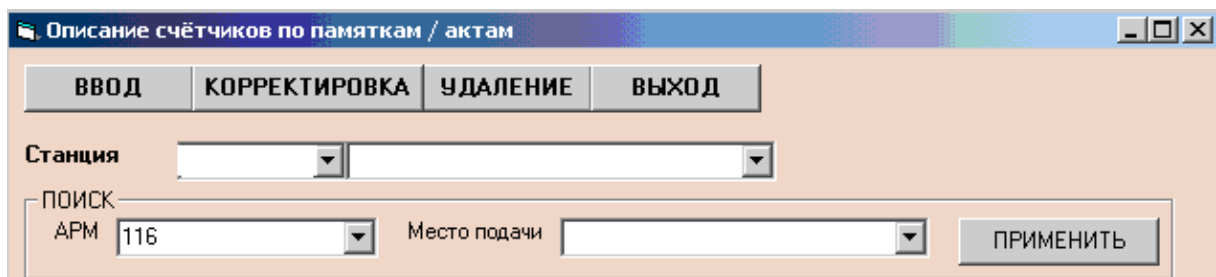 Описание счётчиков по памяткам / актам
ВВОД КОРРЕКТИРОВКА УДАЛЕНИЕ ВЫХОД
Станция
ПОИСК
АРМ 116 Место подачи ПРИМЕНИТЬ